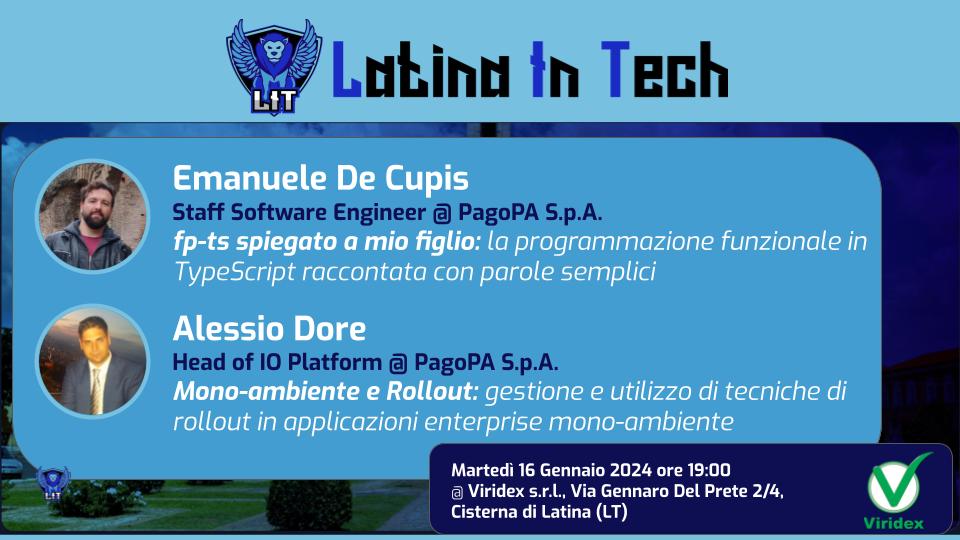 LIT
Latina In Tech
Emanuele De Cupis
Staff Software Engineer @ PagoPA S.p.A.
fp-ts spiegato a mio figlio: la programmazione funzionale in
TypeScript raccontata con parole semplici
Alessio Dore
Head of IO Platform @ PagoPA S.p.A.
Mono-ambiente e Rollout: gestione e utilizzo di tecniche di
rollout in applicazioni enterprise mono-ambiente
LIT
Martedì 16 Gennaio 2024 ore 19:00
@ Viridex s.r.l., Via Gennaro Del Prete 2/4,
Cisterna di Latina (LT)
Viridex